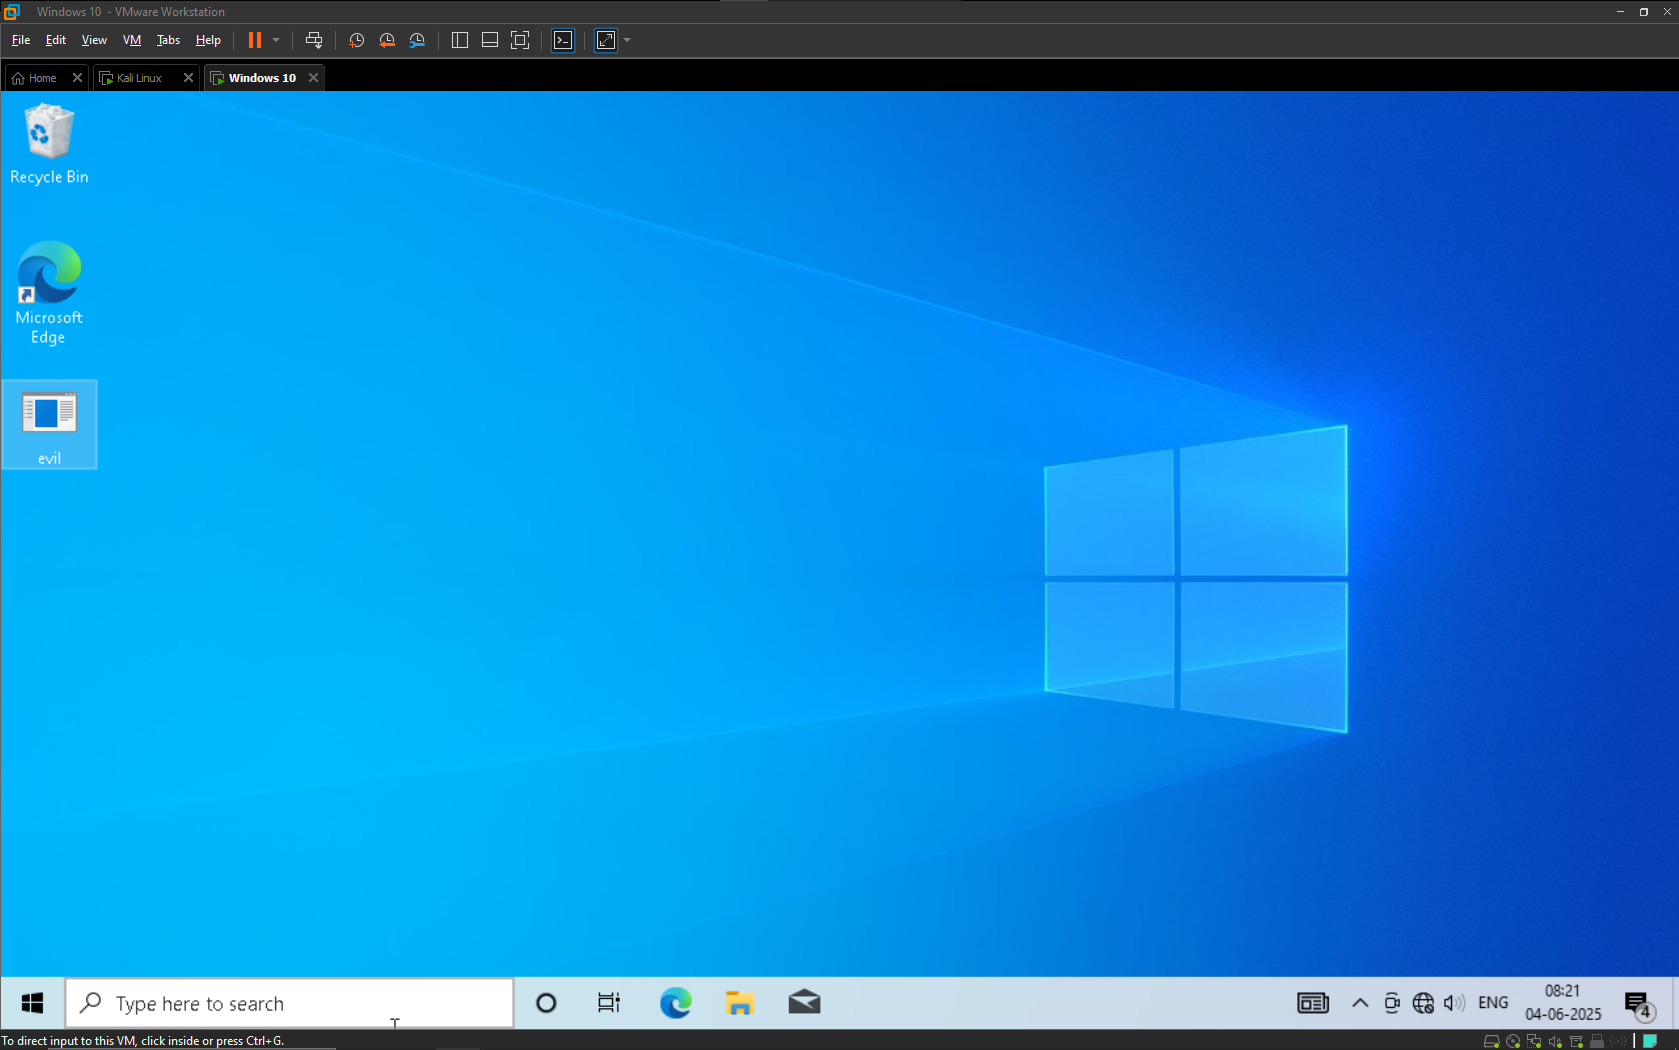 Windows 10 - VMware Workstation
File Edit View VM Tabs Help
Home Kali Linux Windows 10
Recycle Bin
Microsoft
Edge
evil
Type here to search
ENG
08:21
04-06-2025
4
To direct input to this VM, click inside or press Ctrl+G.